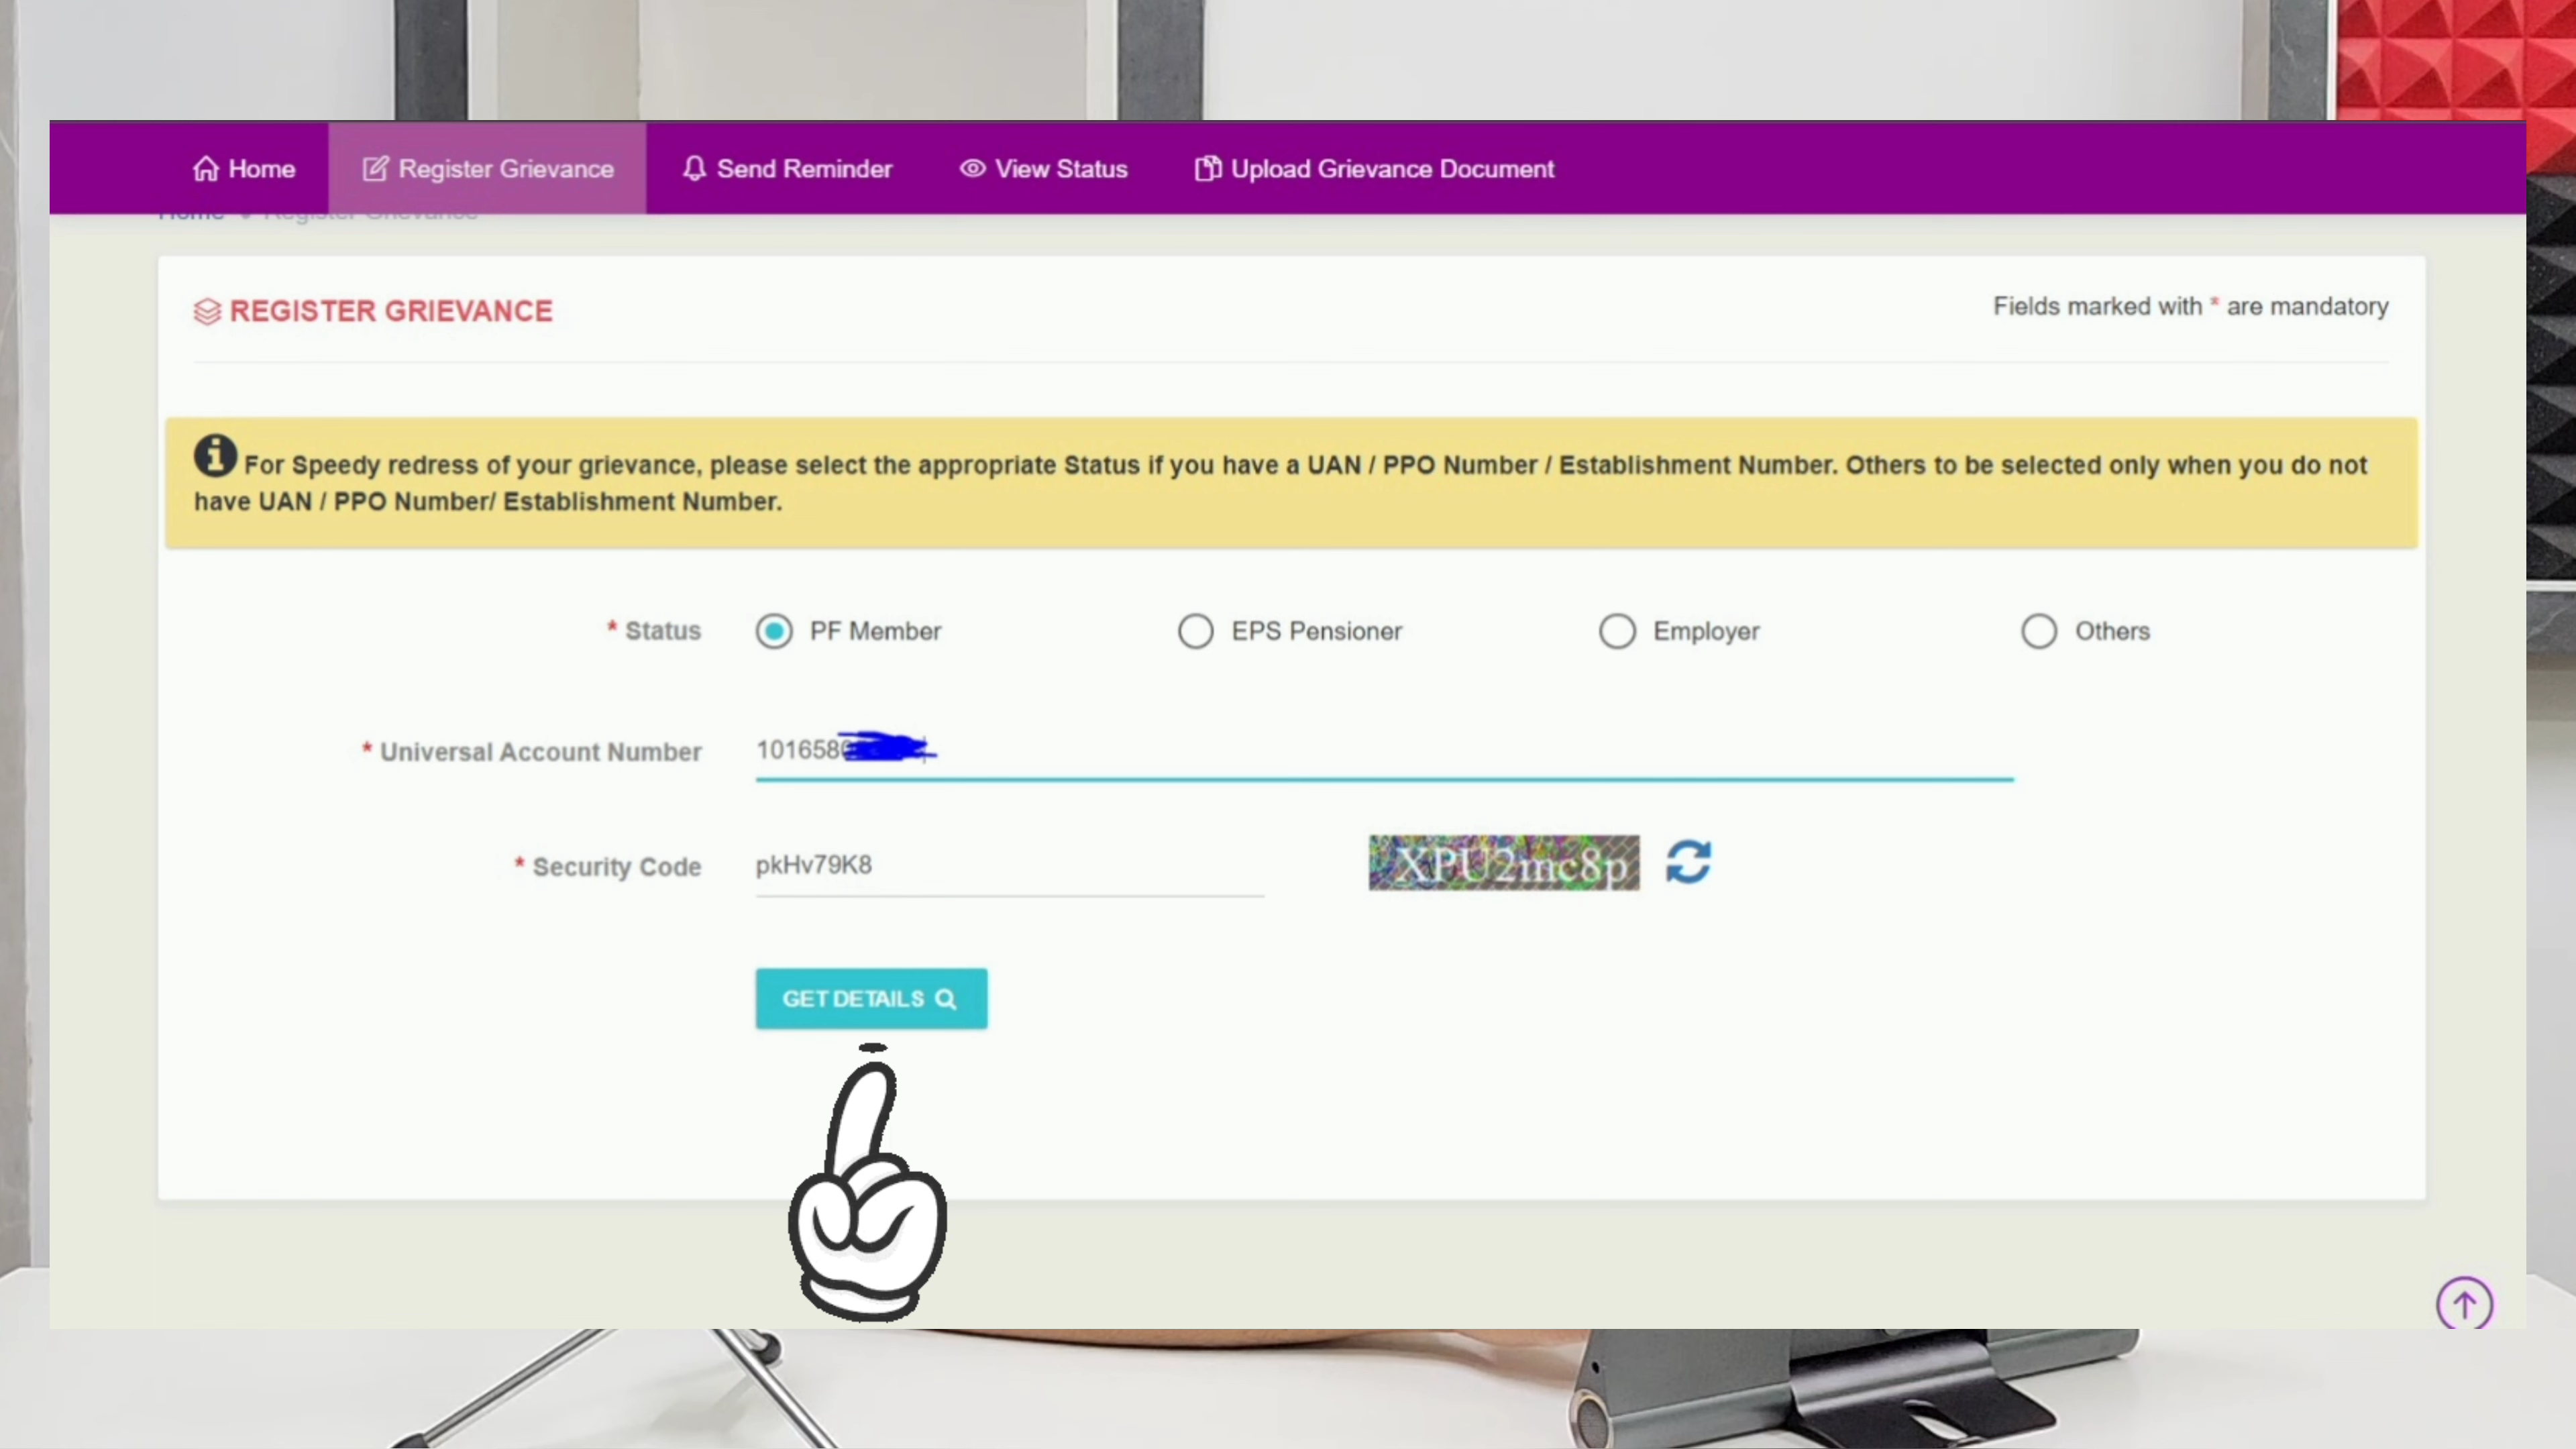 Home Register Grievance Send Reminder View Status Upload Grievance Document
Home Register Grievance
REGISTER GRIEVANCE
Fields marked with * are mandatory
For Speedy redress of your grievance, please select the appropriate Status if you have a UAN / PPO Number / Establishment Number. Others to be selected only when you do not
have UAN / PPO Number/ Establishment Number.
* Status PF Member EPS Pensioner Employer Others
* Universal Account Number 101658
* Security Code pkHv79K8 XPU2mc8p
GET DETAILS